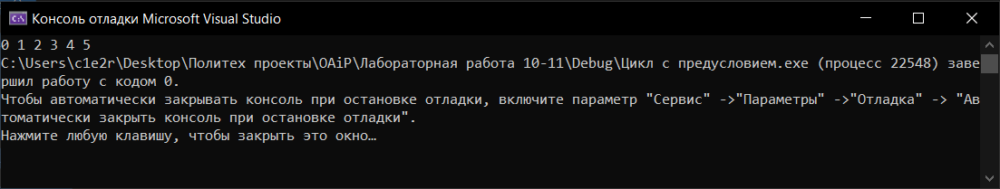 Консоль отладки Microsoft Visual Studio
0 1 2 3 4 5
C:\Users\c1e2r\Desktop\Политех проекты\OAiP\Лабораторная работа 10-11\Debug\Цикл с предусловием.exe (процесс 22548) заве
ршил работу с кодом 0.
Чтобы автоматически закрывать консоль при остановке отладки, включите параметр "Сервис" ->"Параметры" ->"Отладка" -> "Ав
томатически закрыть консоль при остановке отладки".
Нажмите любую клавишу, чтобы закрыть это окно…